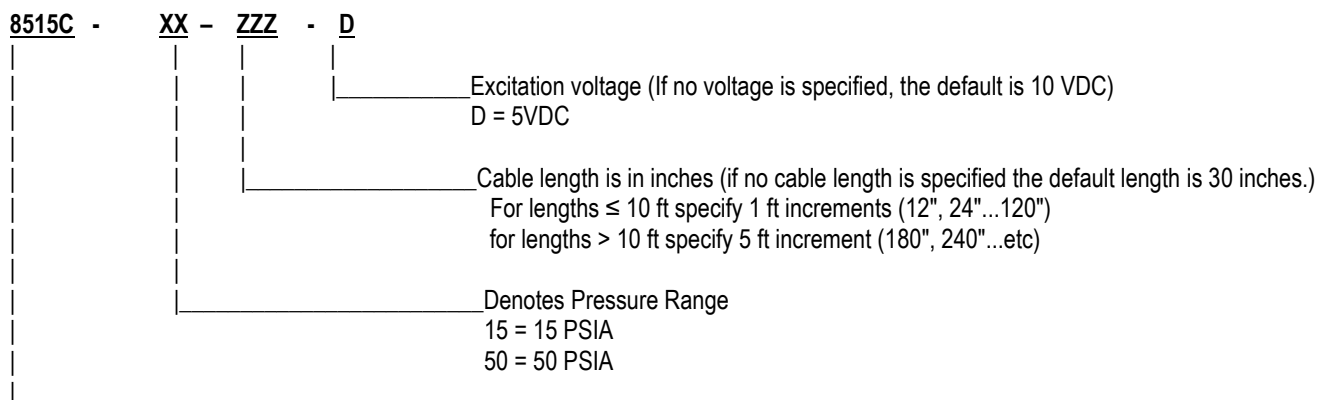 8515C - XX – ZZZ - D
Excitation voltage (If no voltage is specified, the default is 10 VDC)
D = 5VDC
Cable length is in inches (if no cable length is specified the default length is 30 inches.)
For lengths ≤ 10 ft specify 1 ft increments (12", 24"...120")
for lengths > 10 ft specify 5 ft increment (180", 240"...etc)
Denotes Pressure Range
15 = 15 PSIA
50 = 50 PSIA